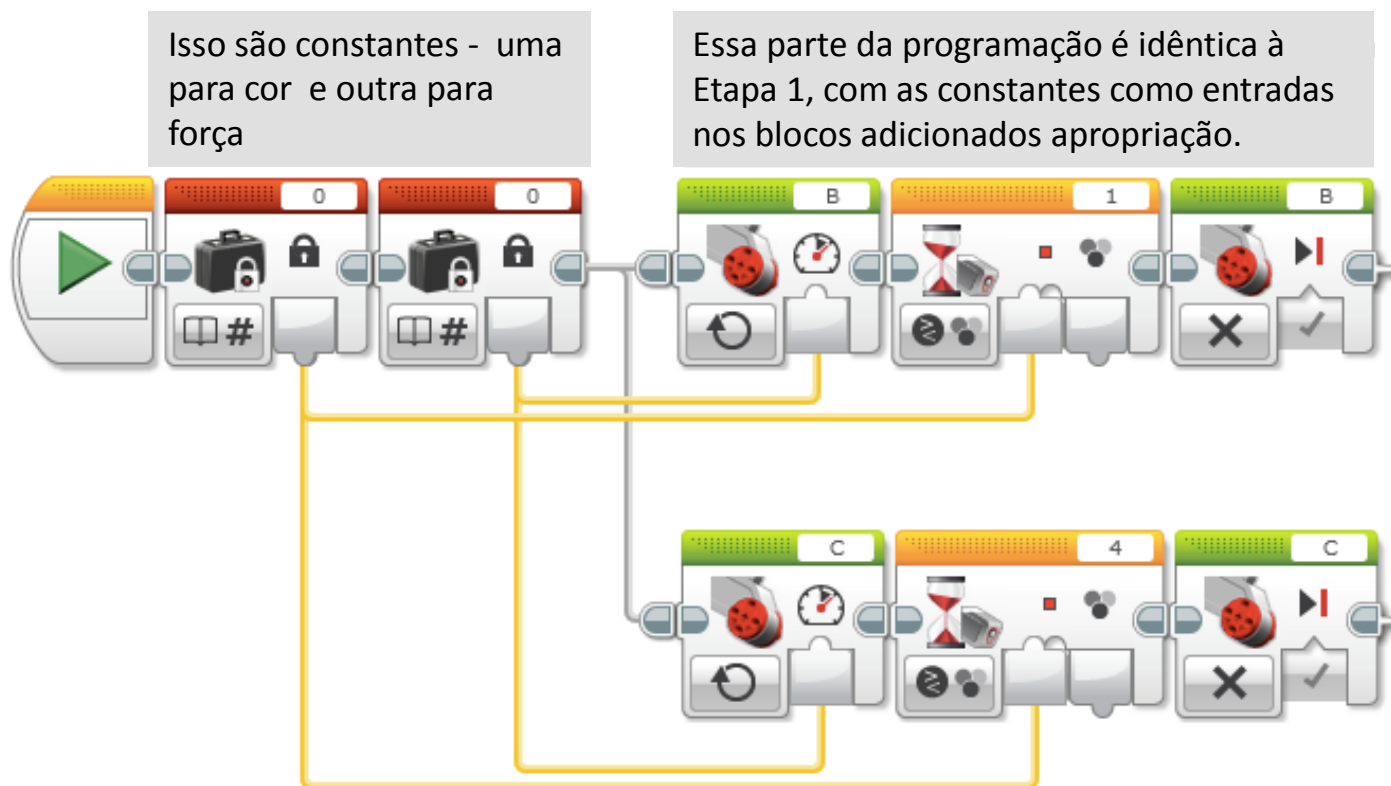 Isso são constantes - uma
para cor e outra para
força
Essa parte da programação é idêntica à
Etapa 1, com as constantes como entradas
nos blocos adicionados apropriação.
0
0
B
1
B
#
#
C
4
C